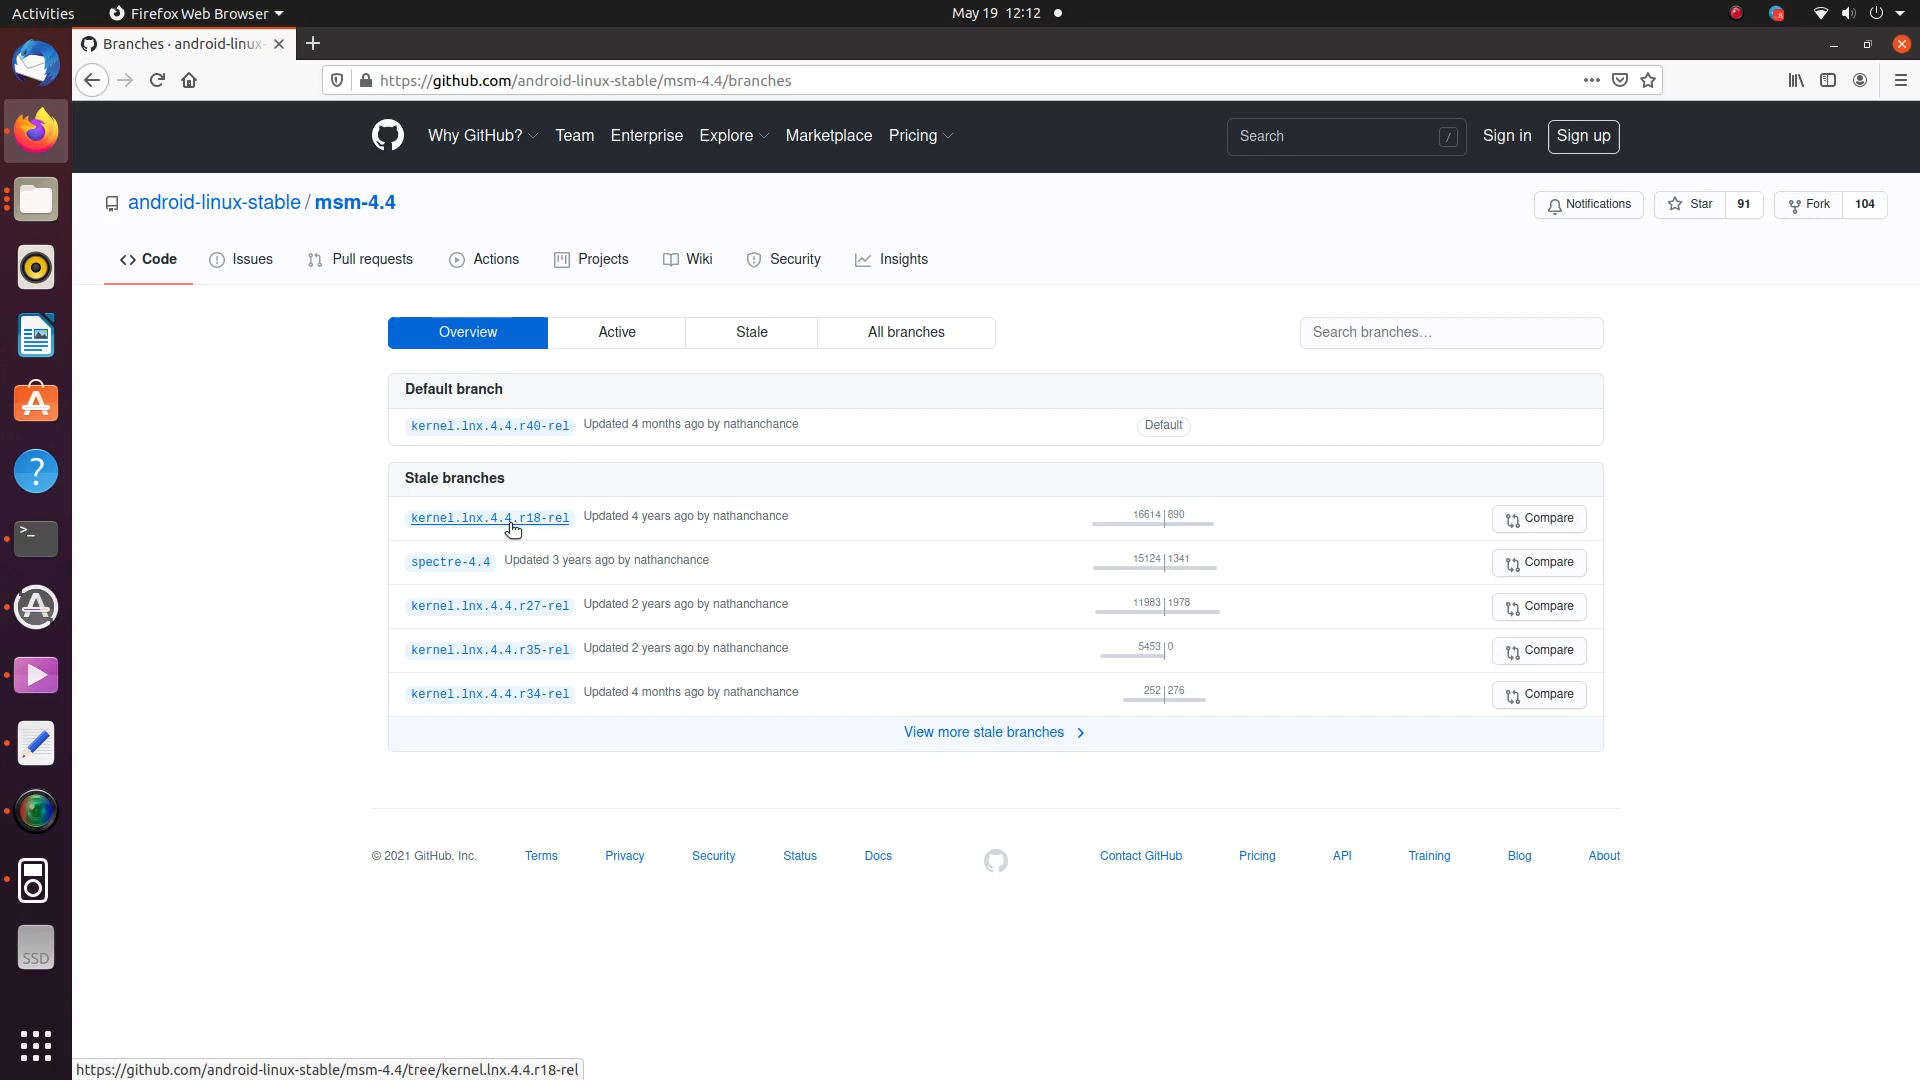 Activities
Firefox Web Browser
May 19 12:12
Branches · android-linux-
https://github.com/android-linux-stable/msm-4.4/branches
Why GitHub?
Team
Enterprise
Explore
Marketplace
Pricing
Search
/
Sign in
Sign up
android-linux-stable / msm-4.4
Notifications
Star
91
Fork
104
Code
Issues
Pull requests
Actions
Projects
Wiki
Security
Insights
Overview
Active
Stale
All branches
Search branches...
Default branch
kernel.lnx.4.4.r40-rel Updated 4 months ago by nathanchance
Default
Stale branches
kernel.lnx.4.4.r18-rel Updated 4 years ago by nathanchance
16614 | 890
Compare
spectre-4.4 Updated 3 years ago by nathanchance
15124 | 1341
Compare
kernel.lnx.4.4.r27-rel Updated 2 years ago by nathanchance
11983 | 1978
Compare
kernel.lnx.4.4.r35-rel Updated 2 years ago by nathanchance
5453 | 0
Compare
kernel.lnx.4.4.r34-rel Updated 4 months ago by nathanchance
252 | 276
Compare
View more stale branches
© 2021 GitHub, Inc.
Terms
Privacy
Security
Status
Docs
Contact GitHub
Pricing
API
Training
Blog
About
SSD
https://github.com/android-linux-stable/msm-4.4/tree/kernel.lnx.4.4.r18-rel